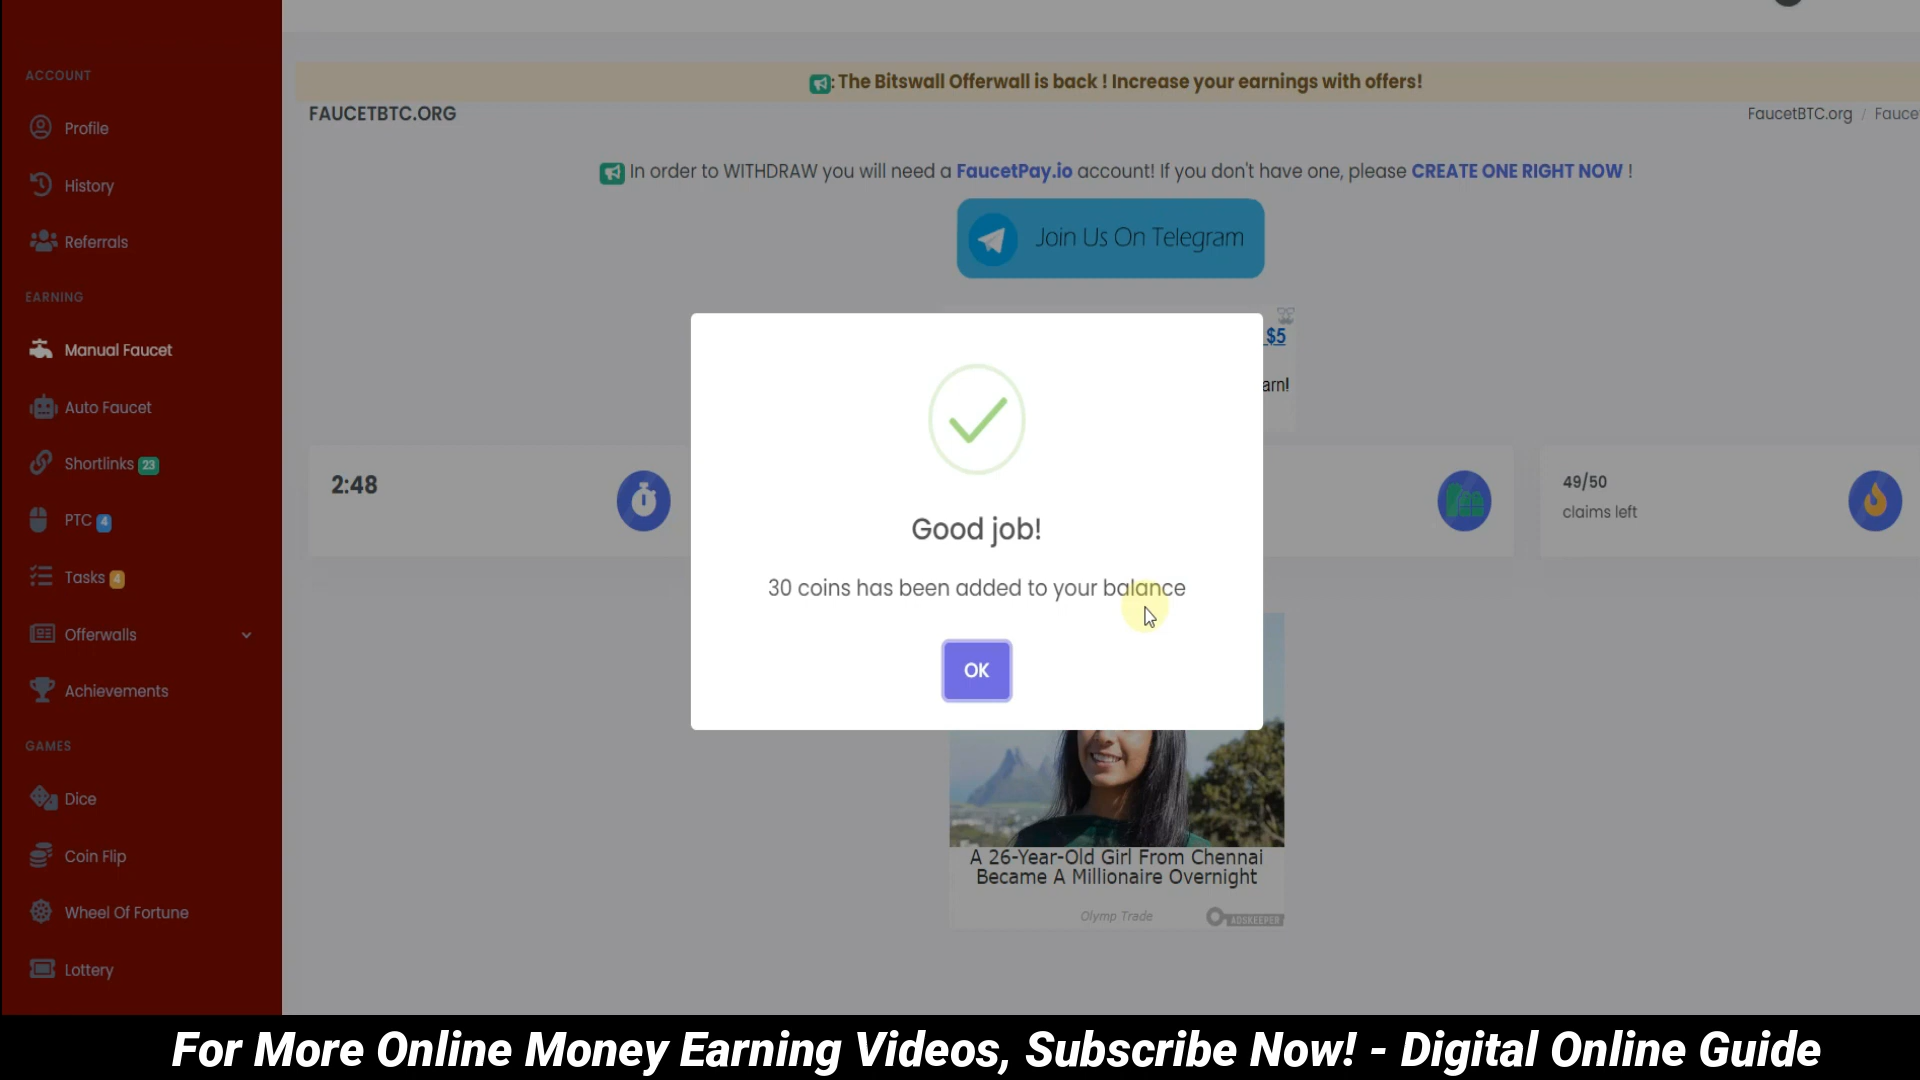 ACCOUNT
Profile
History
Referrals
EARNING
Manual Faucet
Auto Faucet
Shortlinks 23
PTC 4
Tasks 4
Offerwalls
Achievements
GAMES
Dice
Coin Flip
Wheel Of Fortune
Lottery
: The Bitswall Offerwall is back ! Increase your earnings with offers!
FAUCETBTC.ORG
FaucetBTC.org / Fauce
In order to WITHDRAW you will need a FaucetPay.io account! If you don't have one, please CREATE ONE RIGHT NOW !
Join Us On Telegram
$5
arn!
2:48
49/50
claims left
Good job!
30 coins has been added to your balance
OK
A 26-Year-Old Girl From Chennai
Became A Millionaire Overnight
Olymp Trade
ADSKEEPER
For More Online Money Earning Videos, Subscribe Now! - Digital Online Guide